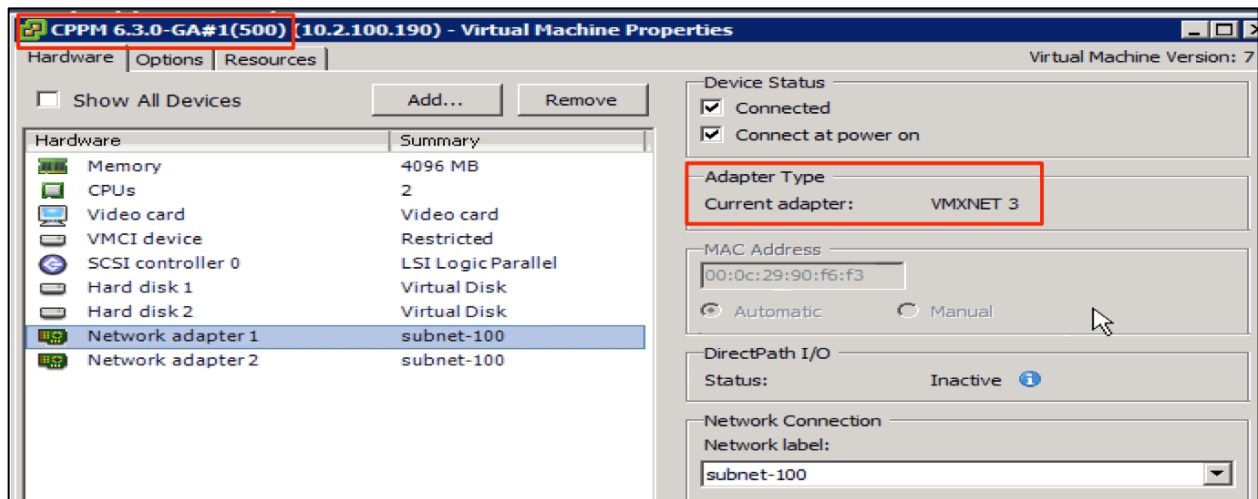 CPPM 6.3.0-GA#1(500) (10.2.100.190) - Virtual Machine Properties
Hardware Options Resources
Virtual Machine Version: 7
Show All Devices Add... Remove
Hardware Summary
Memory 4096 MB
CPUs 2
Video card Video card
VMCI device Restricted
SCSI controller 0 LSI Logic Parallel
Hard disk 1 Virtual Disk
Hard disk 2 Virtual Disk
Network adapter 1 subnet-100
Network adapter 2 subnet-100
Device Status
Connected
Connect at power on
Adapter Type
Current adapter: VMXNET 3
MAC Address
00:0c:29:90:f6:f3
Automatic Manual
DirectPath I/O
Status: Inactive
Network Connection
Network label:
subnet-100